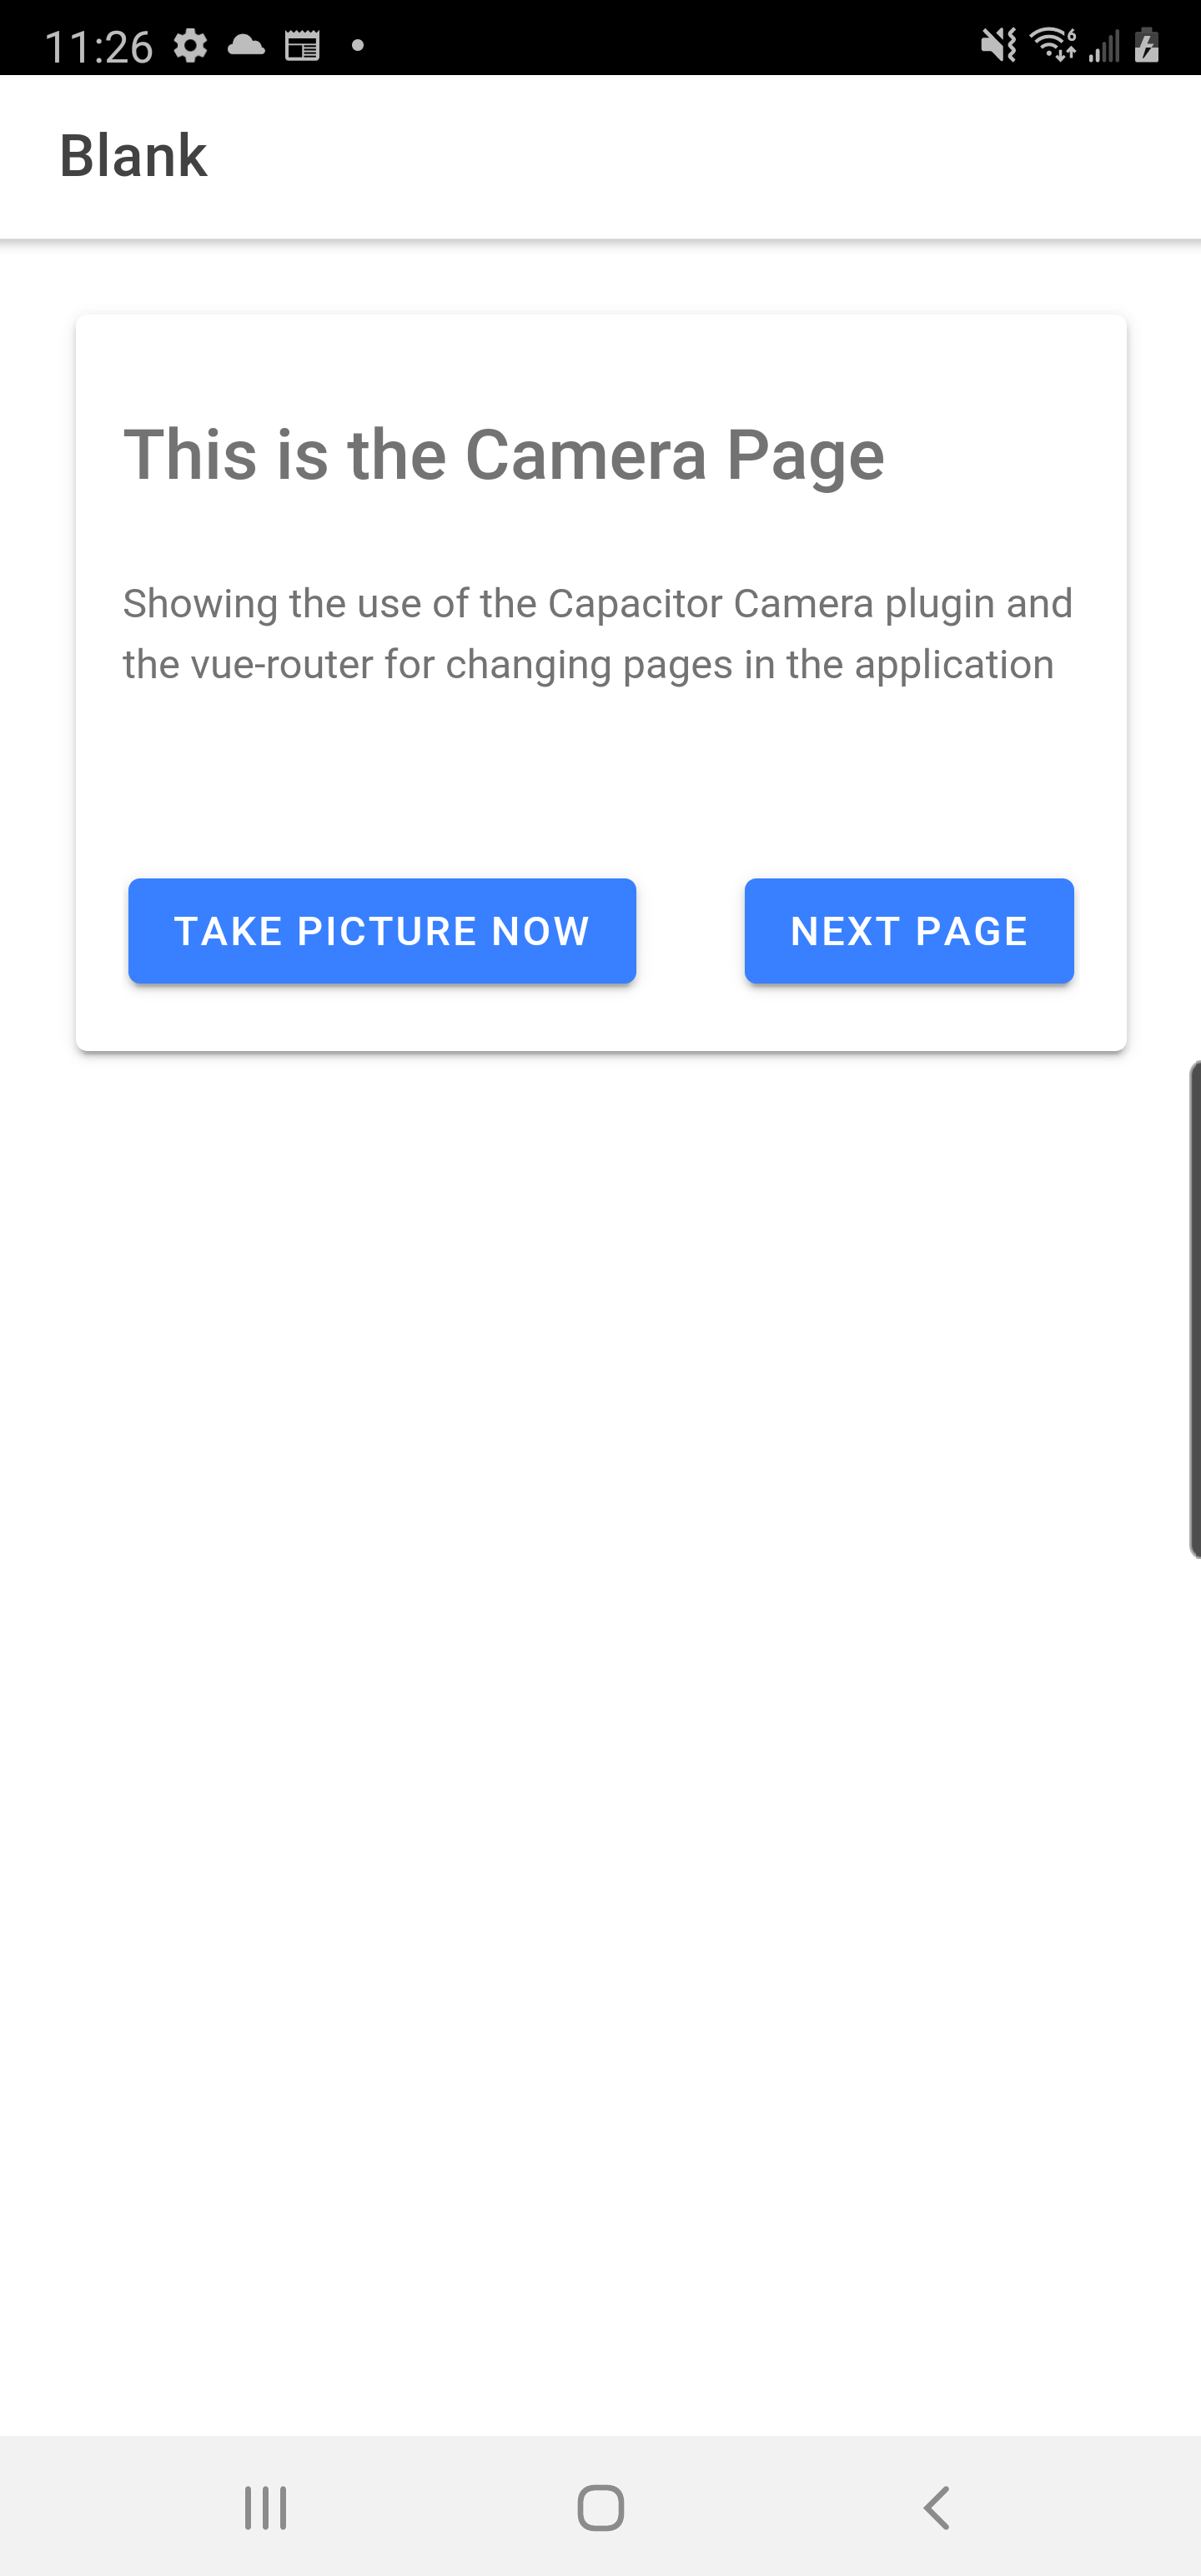 11:26
6
Blank
This is the Camera Page
Showing the use of the Capacitor Camera plugin and
the vue-router for changing pages in the application
TAKE PICTURE NOW
NEXT PAGE